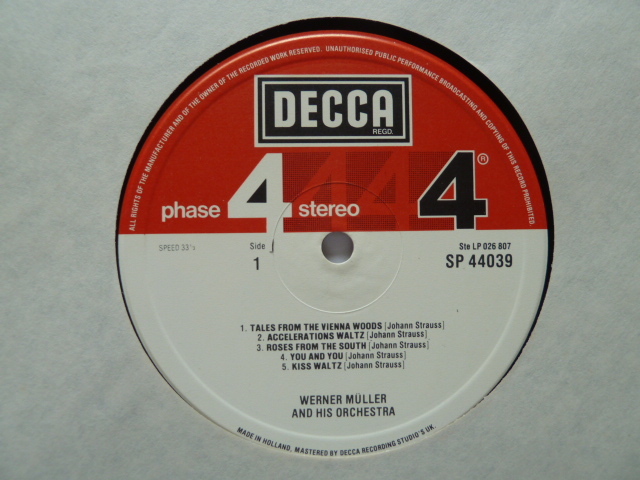 ALL RIGHTS OF THE MANUFACTURER AND OF THE OWNER OF THE RECORDED WORK RESERVED. UNAUTHORISED PUBLIC PERFORMANCE BROADCASTING AND COPYING OF THIS RECORD PROHIBITED.
DECCA
REGD.
phase 4 stereo 4 4 4 ®
SPEED 33⅓
Side
1
Ste LP 026 807
SP 44039
1. TALES FROM THE VIENNA WOODS [Johann Strauss]
2. ACCELERATIONS WALTZ [Johann Strauss]
3. ROSES FROM THE SOUTH [Johann Strauss]
4. YOU AND YOU [Johann Strauss]
5. KISS WALTZ [Johann Strauss]
WERNER MÜLLER
AND HIS ORCHESTRA
MADE IN HOLLAND, MASTERED BY DECCA RECORDING STUDIO'S UK.